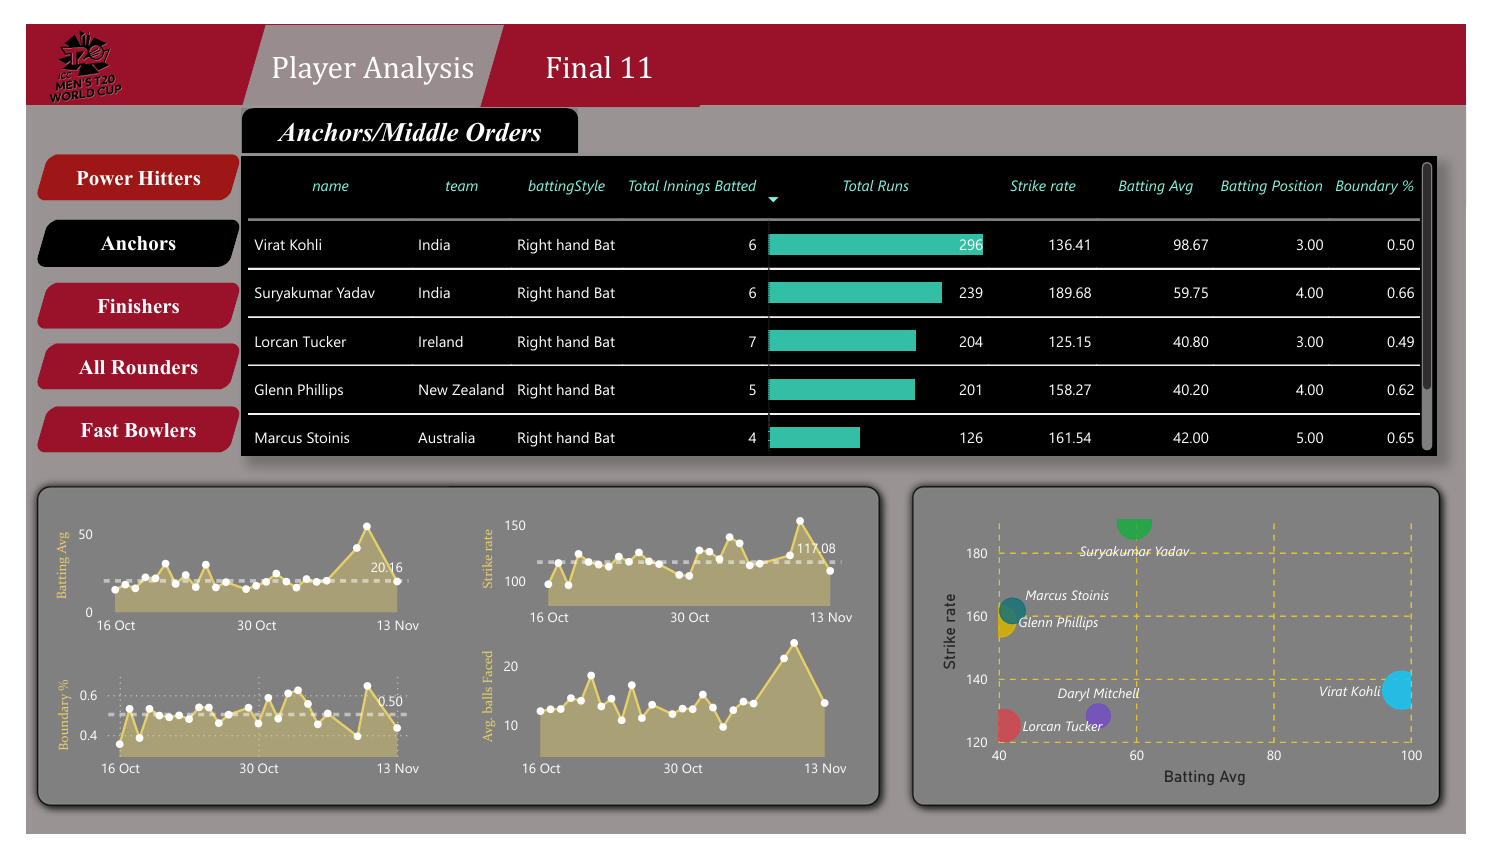 ICC
T20
MEN'S T20
WORLD CUP
Player Analysis
Final 11
Anchors/Middle Orders
Power Hitters
Anchors
Finishers
All Rounders
Fast Bowlers
name team battingStyle Total Innings Batted Total Runs Strike rate Batting Avg Batting Position Boundary %
Virat Kohli India Right hand Bat 6 296 136.41 98.67 3.00 0.50
Suryakumar Yadav India Right hand Bat 6 239 189.68 59.75 4.00 0.66
Lorcan Tucker Ireland Right hand Bat 7 204 125.15 40.80 3.00 0.49
Glenn Phillips New Zealand Right hand Bat 5 201 158.27 40.20 4.00 0.62
Marcus Stoinis Australia Right hand Bat 4 126 161.54 42.00 5.00 0.65
Batting Avg
50
0
20.16
16 Oct 30 Oct 13 Nov
Strike rate
150
100
117.08
16 Oct 30 Oct 13 Nov
Boundary %
0.6
0.4
0.50
16 Oct 30 Oct 13 Nov
Avg. balls Faced
20
10
16 Oct 30 Oct 13 Nov
Strike rate
180
160
140
120
Suryakumar Yadav
Marcus Stoinis
Glenn Phillips
Daryl Mitchell
Virat Kohli
Lorcan Tucker
40 60 80 100
Batting Avg